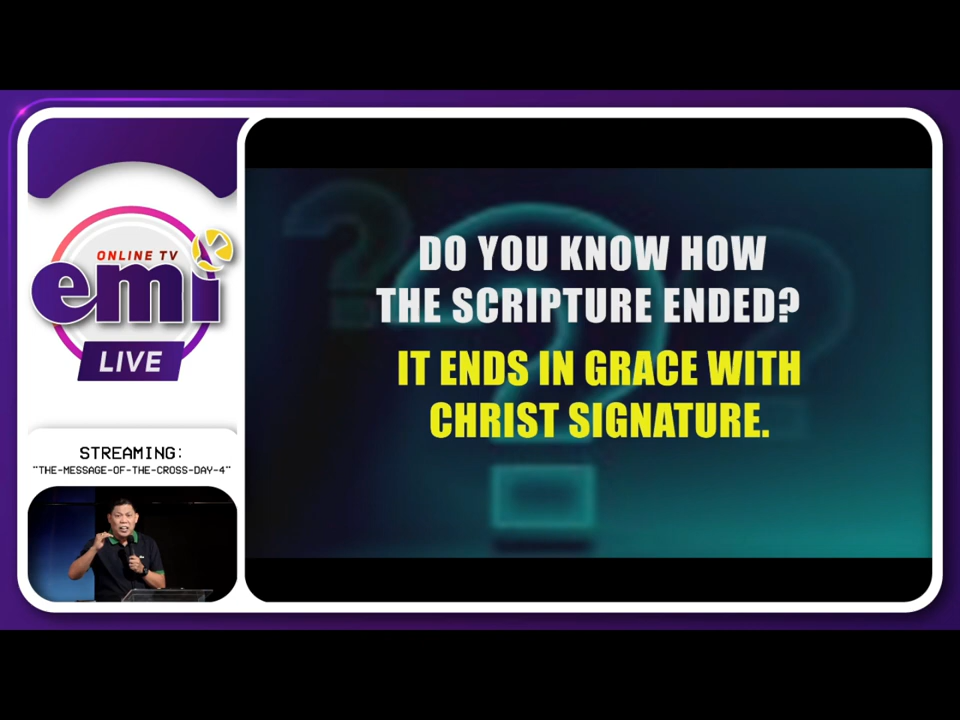 ONLINE TV
emi
LIVE
STREAMING:
"THE-MESSAGE-OF-THE-CROSS-DAY-4"
DO YOU KNOW HOW
THE SCRIPTURE ENDED?
IT ENDS IN GRACE WITH
CHRIST SIGNATURE.